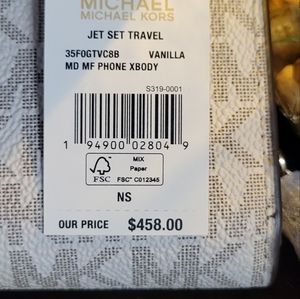 MICHAEL
MICHAEL KORS
JET SET TRAVEL
35F0GTVC8B VANILLA
MD MF PHONE XBODY
S319-0001
1 94900 02804 9
FSC
MIX
Paper
FSC® C012345
NS
OUR PRICE $458.00